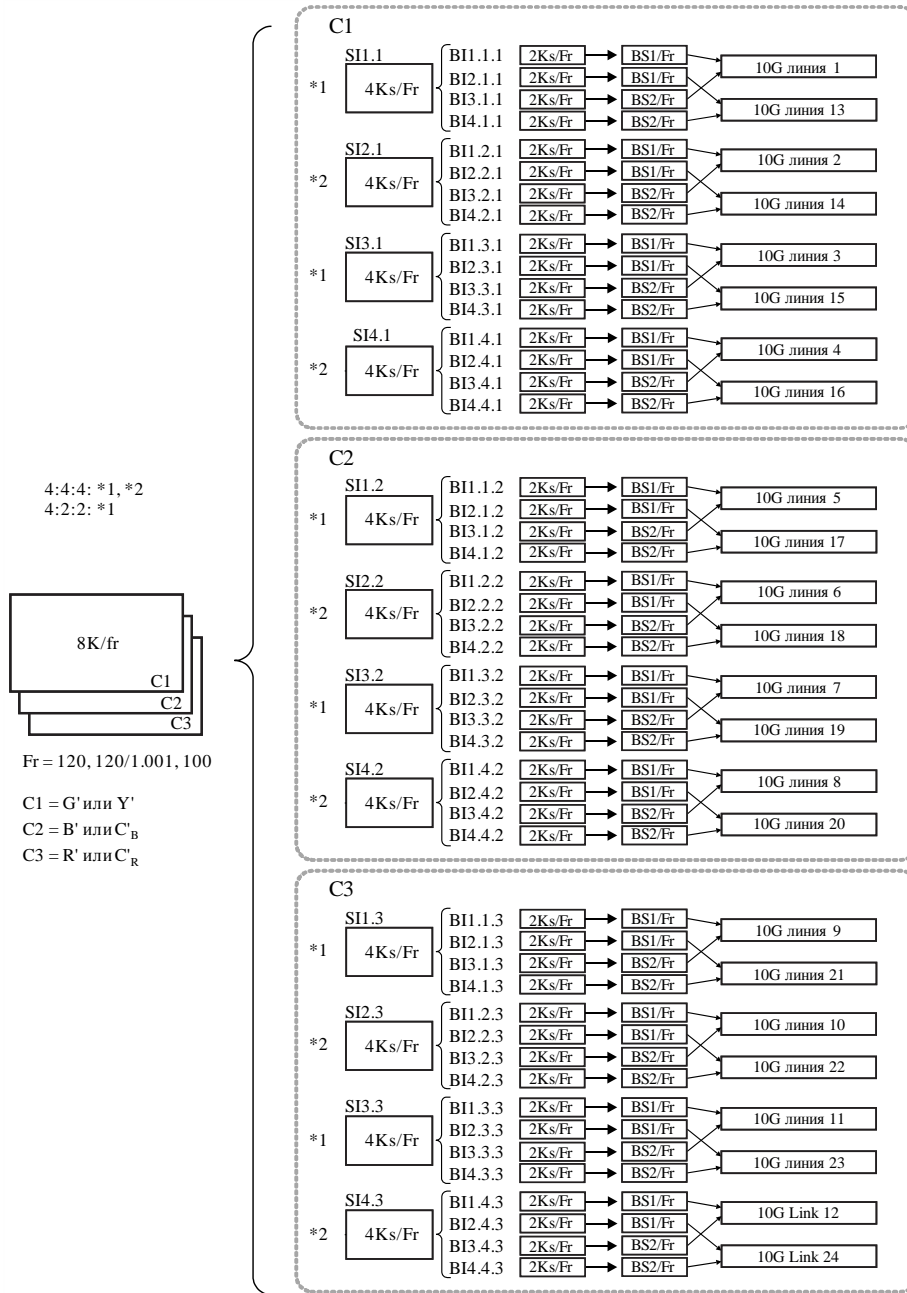 C1
SI1.1
*1
4Ks/Fr
BI1.1.1 2Ks/Fr BS1/Fr
BI2.1.1 2Ks/Fr BS1/Fr
BI3.1.1 2Ks/Fr BS2/Fr
BI4.1.1 2Ks/Fr BS2/Fr
10G линия 1
10G линия 13
SI2.1
*2
4Ks/Fr
BI1.2.1 2Ks/Fr BS1/Fr
BI2.2.1 2Ks/Fr BS1/Fr
BI3.2.1 2Ks/Fr BS2/Fr
BI4.2.1 2Ks/Fr BS2/Fr
10G линия 2
10G линия 14
SI3.1
*1
4Ks/Fr
BI1.3.1 2Ks/Fr BS1/Fr
BI2.3.1 2Ks/Fr BS1/Fr
BI3.3.1 2Ks/Fr BS2/Fr
BI4.3.1 2Ks/Fr BS2/Fr
10G линия 3
10G линия 15
SI4.1
*2
4Ks/Fr
BI1.4.1 2Ks/Fr BS1/Fr
BI2.4.1 2Ks/Fr BS1/Fr
BI3.4.1 2Ks/Fr BS2/Fr
BI4.4.1 2Ks/Fr BS2/Fr
10G линия 4
10G линия 16
4:4:4: *1, *2
4:2:2: *1
8K/fr
C1
C2
C3
Fr = 120, 120/1.001, 100
C1 = G' или Y'
C2 = B' или C'B
C3 = R' или C'R
C2
SI1.2
*1
4Ks/Fr
BI1.1.2 2Ks/Fr BS1/Fr
BI2.1.2 2Ks/Fr BS1/Fr
BI3.1.2 2Ks/Fr BS2/Fr
BI4.1.2 2Ks/Fr BS2/Fr
10G линия 5
10G линия 17
SI2.2
*2
4Ks/Fr
BI1.2.2 2Ks/Fr BS1/Fr
BI2.2.2 2Ks/Fr BS1/Fr
BI3.2.2 2Ks/Fr BS2/Fr
BI4.2.2 2Ks/Fr BS2/Fr
10G линия 6
10G линия 18
SI3.2
*1
4Ks/Fr
BI1.3.2 2Ks/Fr BS1/Fr
BI2.3.2 2Ks/Fr BS1/Fr
BI3.3.2 2Ks/Fr BS2/Fr
BI4.3.2 2Ks/Fr BS2/Fr
10G линия 7
10G линия 19
SI4.2
*2
4Ks/Fr
BI1.4.2 2Ks/Fr BS1/Fr
BI2.4.2 2Ks/Fr BS1/Fr
BI3.4.2 2Ks/Fr BS2/Fr
BI4.4.2 2Ks/Fr BS2/Fr
10G линия 8
10G линия 20
C3
SI1.3
*1
4Ks/Fr
BI1.1.3 2Ks/Fr BS1/Fr
BI2.1.3 2Ks/Fr BS1/Fr
BI3.1.3 2Ks/Fr BS2/Fr
BI4.1.3 2Ks/Fr BS2/Fr
10G линия 9
10G линия 21
SI2.3
*2
4Ks/Fr
BI1.2.3 2Ks/Fr BS1/Fr
BI2.2.3 2Ks/Fr BS1/Fr
BI3.2.3 2Ks/Fr BS2/Fr
BI4.2.3 2Ks/Fr BS2/Fr
10G линия 10
10G линия 22
SI3.3
*1
4Ks/Fr
BI1.3.3 2Ks/Fr BS1/Fr
BI2.3.3 2Ks/Fr BS1/Fr
BI3.3.3 2Ks/Fr BS2/Fr
BI4.3.3 2Ks/Fr BS2/Fr
10G линия 11
10G линия 23
SI4.3
*2
4Ks/Fr
BI1.4.3 2Ks/Fr BS1/Fr
BI2.4.3 2Ks/Fr BS1/Fr
BI3.4.3 2Ks/Fr BS2/Fr
BI4.4.3 2Ks/Fr BS2/Fr
10G Link 12
10G Link 24